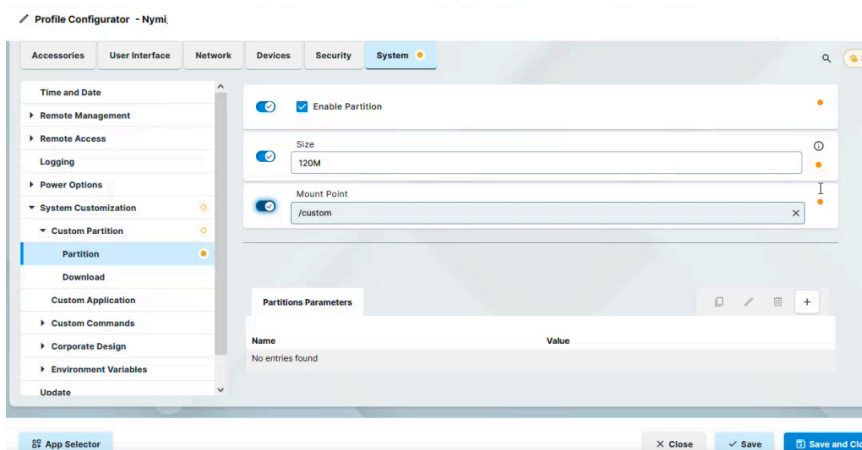 Profile Configurator - Nymi
Accessories User Interface Network Devices Security System
Time and Date
Remote Management
Remote Access
Logging
Power Options
System Customization
Custom Partition
Partition
Download
Custom Application
Custom Commands
Corporate Design
Environment Variables
Update
Enable Partition
Size
120M
Mount Point
/custom
Partitions Parameters
Name Value
No entries found
App Selector
Close Save Save and Clo